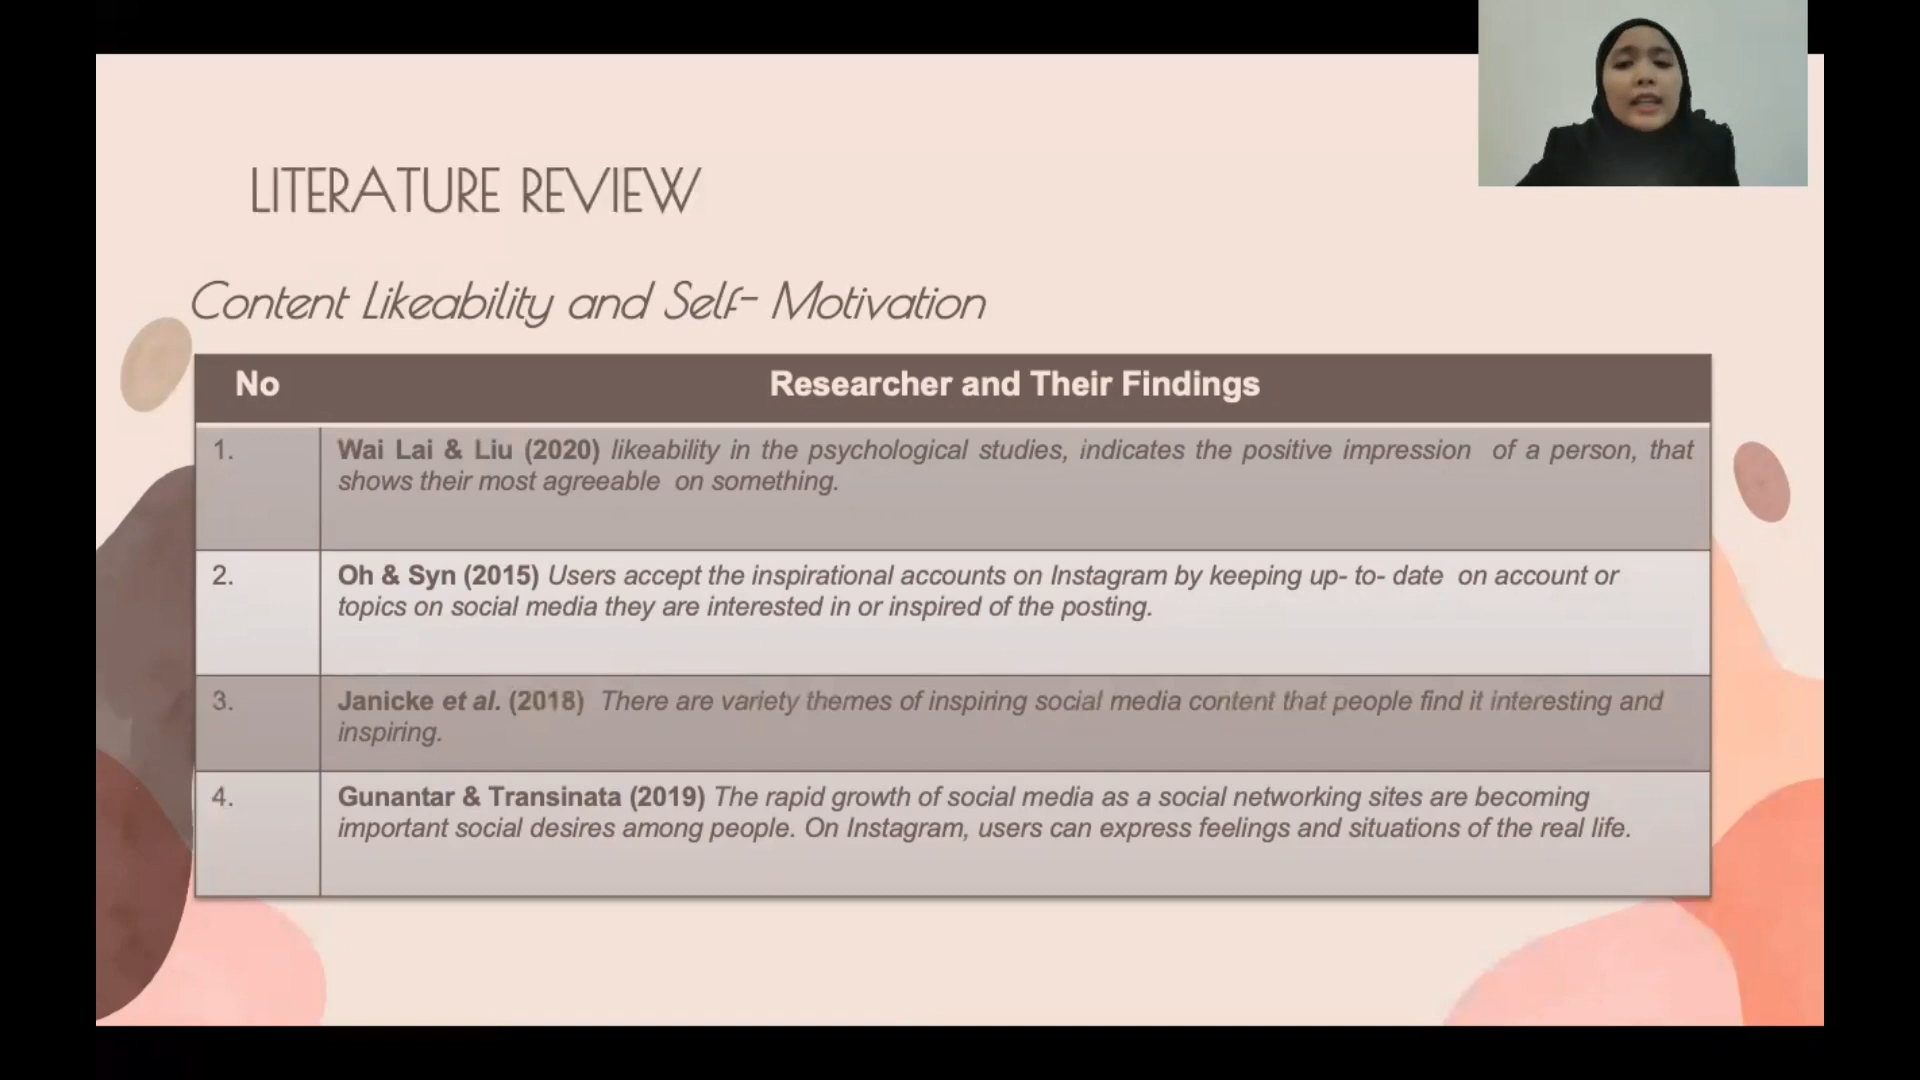 LITERATURE REVIEW
Content Likeability and Self- Motivation
No Researcher and Their Findings
1. Wai Lai & Liu (2020) likeability in the psychological studies, indicates the positive impression of a person, that
shows their most agreeable on something.
2. Oh & Syn (2015) Users accept the inspirational accounts on Instagram by keeping up- to- date on account or
topics on social media they are interested in or inspired of the posting.
3. Janicke et al. (2018) There are variety themes of inspiring social media content that people find it interesting and
inspiring.
4. Gunantar & Transinata (2019) The rapid growth of social media as a social networking sites are becoming
important social desires among people. On Instagram, users can express feelings and situations of the real life.